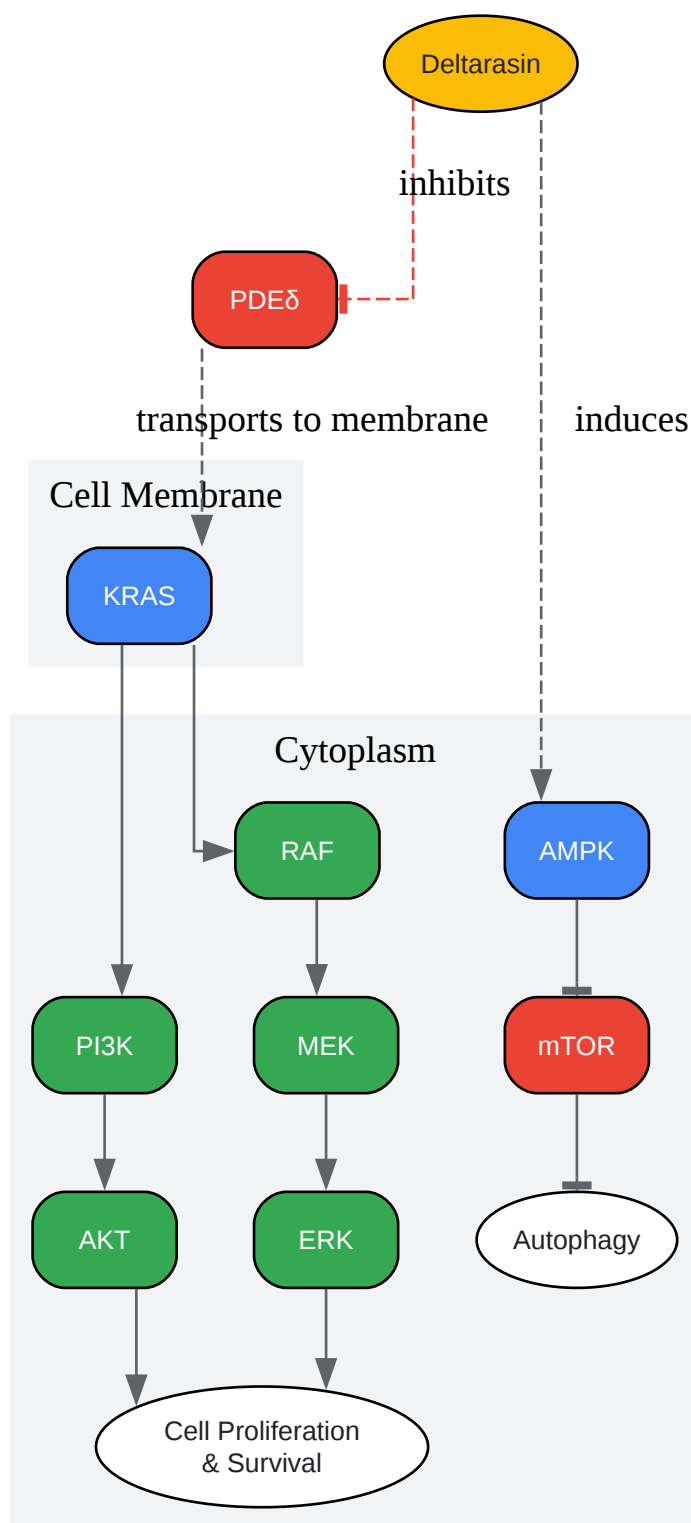 Deltarasin
inhibits
PDEδ
transports to membrane
induces
Cell Membrane
KRAS
Cytoplasm
RAF
AMPK
PI3K
MEK
mTOR
AKT
ERK
Autophagy
Cell Proliferation
& Survival